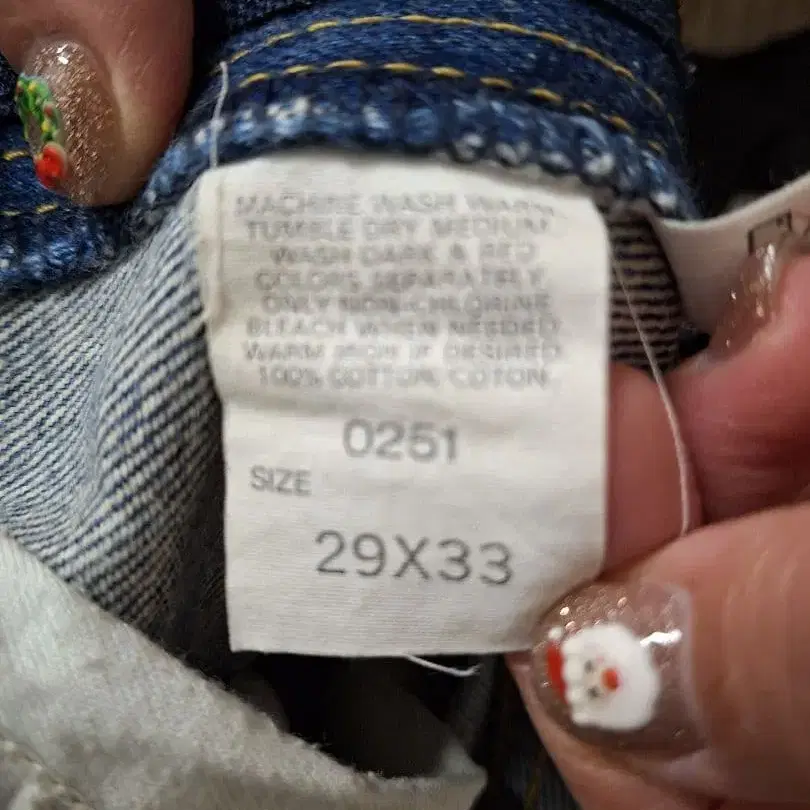 MACHINE WASH WARM
TUMBLE DRY MEDIUM
WASH DARK & RED
COLORS SEPARATELY
ONLY NON-CHLORINE
BLEACH WHEN NEEDED
WARM IRON IF DESIRED
100% COTTON/COTON
0251
SIZE
29X33